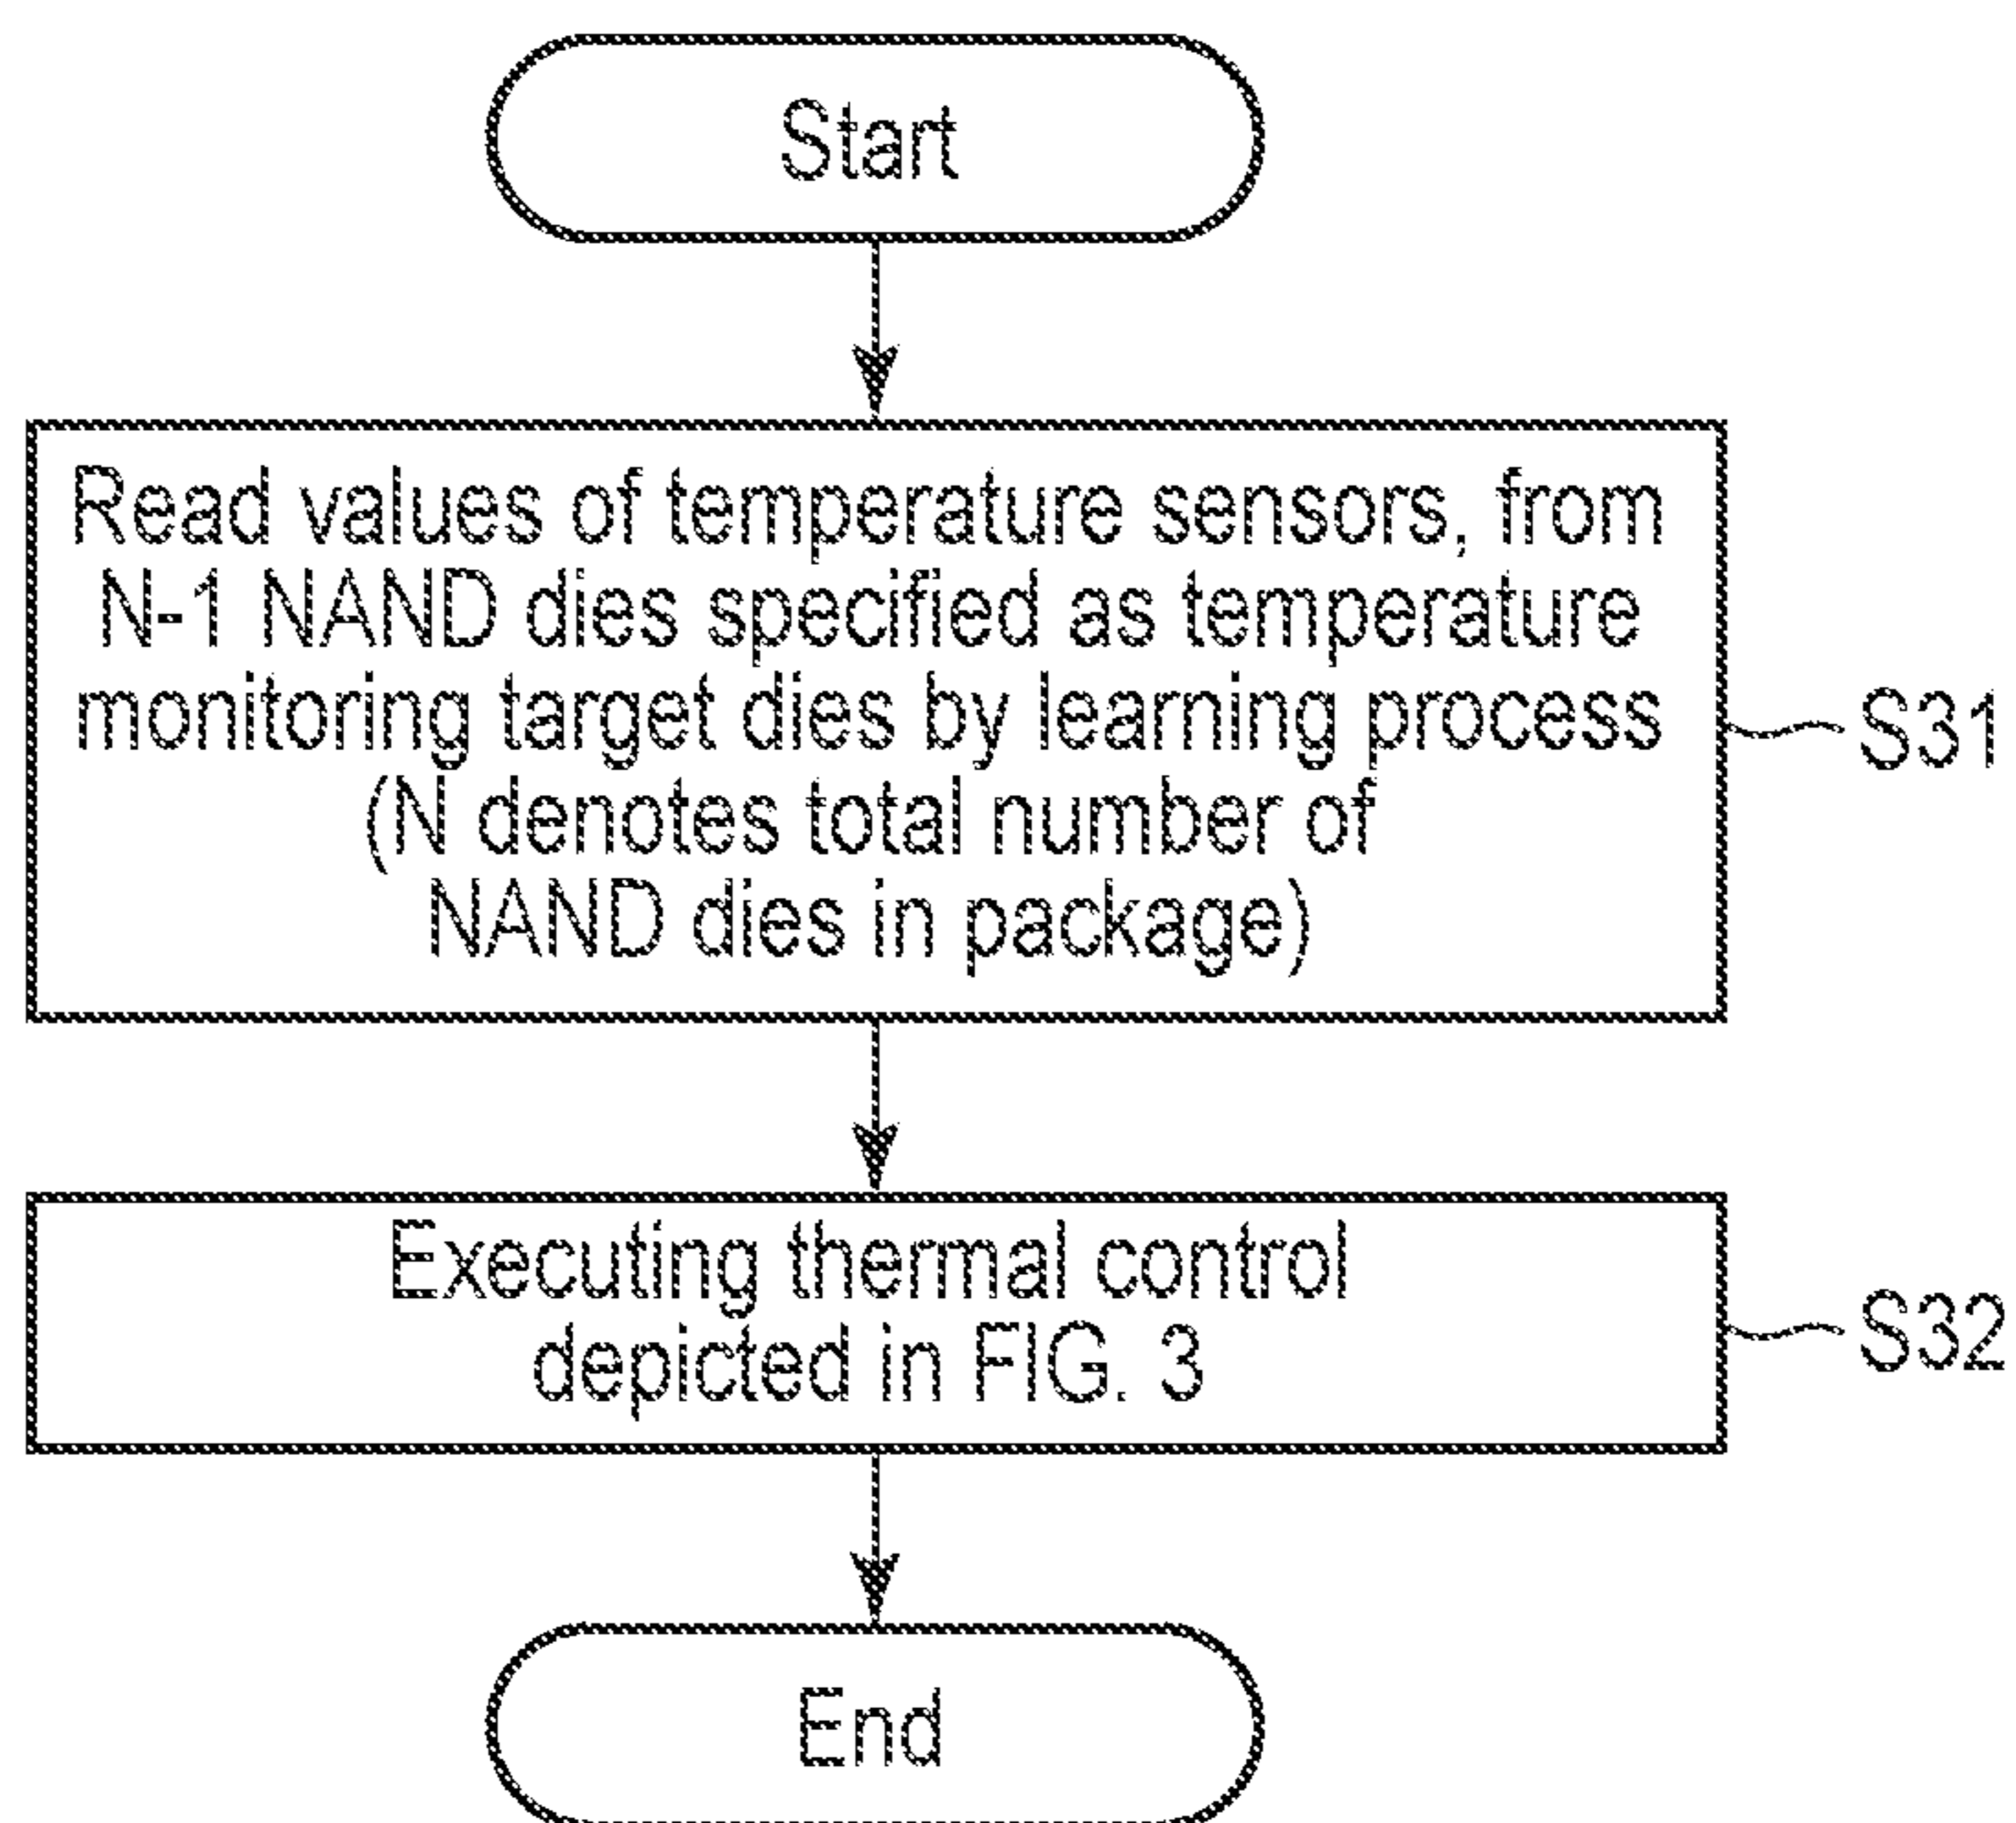 Start
Read values of temperature sensors, from
N-1 NAND dies specified as temperature
monitoring target dies by learning process
(N denotes total number of
NAND dies in package)
S31
Executing thermal control
depicted in FIG. 3
S32
End